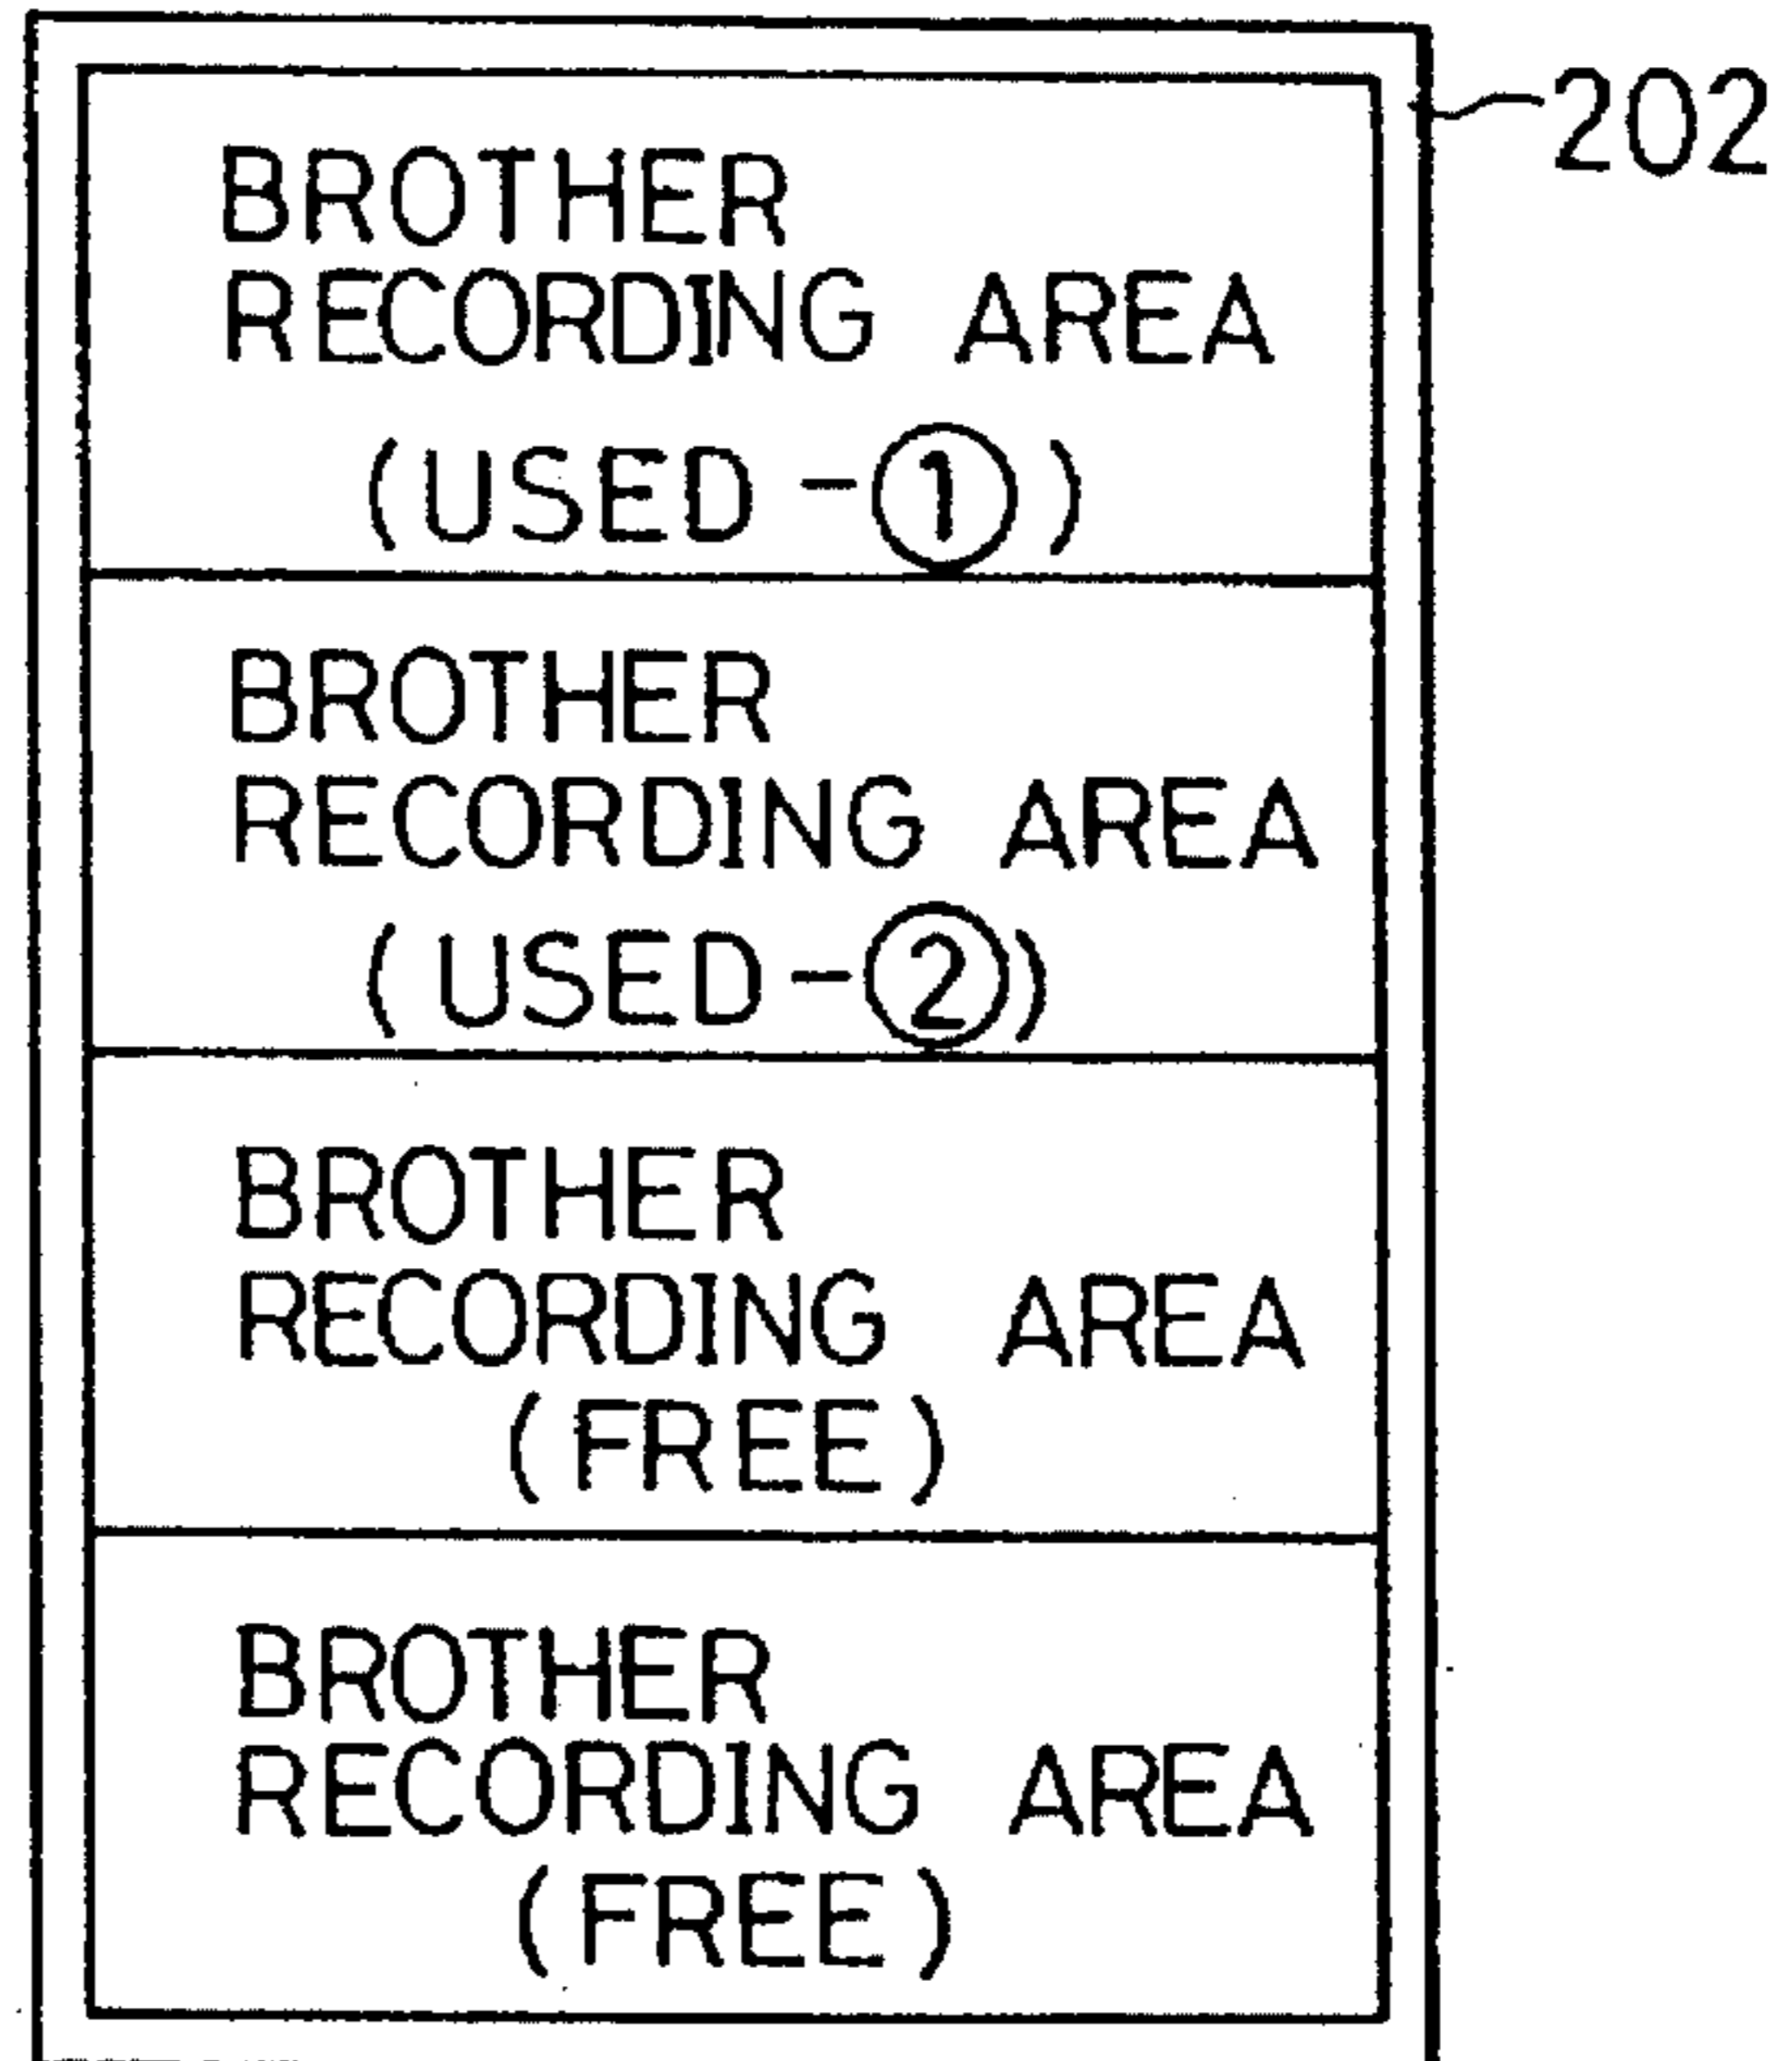 202
BROTHER
RECORDING AREA
(USED-①)
BROTHER
RECORDING AREA
(USED-②)
BROTHER
RECORDING AREA
(FREE)
BROTHER
RECORDING AREA
(FREE)